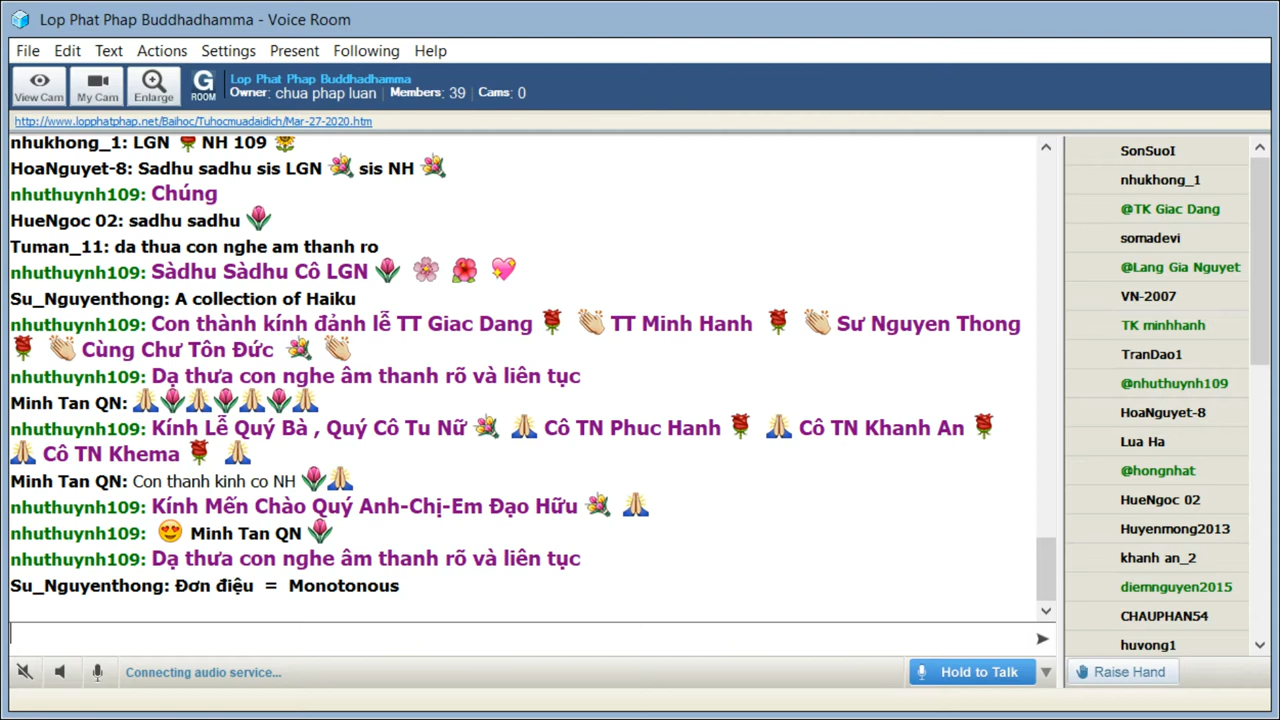 Lop Phat Phap Buddhadhamma - Voice Room
File Edit Text Actions Settings Present Following Help
View Cam My Cam Enlarge G ROOM Lop Phat Phap Buddhadhamma
Owner: chua phap luan | Members: 39 | Cams: 0
http://www.lopphatphap.net/Baihoc/Tuhocmuadaidich/Mar-27-2020.htm
nhukhong_1: LGN 🌹 NH 109 🌻
HoaNguyet-8: Sadhu sadhu sis LGN 💐 sis NH 💐
nhuthuynh109: Chúng
HueNgoc 02: sadhu sadhu 🌷
Tuman_11: da thua con nghe am thanh ro
nhuthuynh109: Sàdhu Sàdhu Cô LGN 🌷 🌸 🌺 💖
Su_Nguyenthong: A collection of Haiku
nhuthuynh109: Con thành kính đảnh lễ TT Giac Dang 🌹 👏 TT Minh Hanh 🌹 👏 Sư Nguyen Thong
🌹 👏 Cùng Chư Tôn Đức 💐 👏
nhuthuynh109: Dạ thưa con nghe âm thanh rõ và liên tục
Minh Tan QN: 🙏🌷🙏🌷🙏🌷🙏
nhuthuynh109: Kính Lễ Quý Bà , Quý Cô Tu Nữ 💐 🙏 Cô TN Phuc Hanh 🌹 🙏 Cô TN Khanh An 🌹
🙏 Cô TN Khema 🌹 🙏
Minh Tan QN: Con thanh kinh co NH 🌷🙏
nhuthuynh109: Kính Mến Chào Quý Anh-Chị-Em Đạo Hữu 💐 🙏
nhuthuynh109: 😍 Minh Tan QN 🌷
nhuthuynh109: Dạ thưa con nghe âm thanh rõ và liên tục
Su_Nguyenthong: Đơn điệu = Monotonous
SonSuoI
nhukhong_1
@TK Giac Dang
somadevi
@Lang Gia Nguyet
VN-2007
TK minhhanh
TranDao1
@nhuthuynh109
HoaNguyet-8
Lua Ha
@hongnhat
HueNgoc 02
Huyenmong2013
khanh an_2
diemnguyen2015
CHAUPHAN54
huvong1
Connecting audio service... Hold to Talk Raise Hand